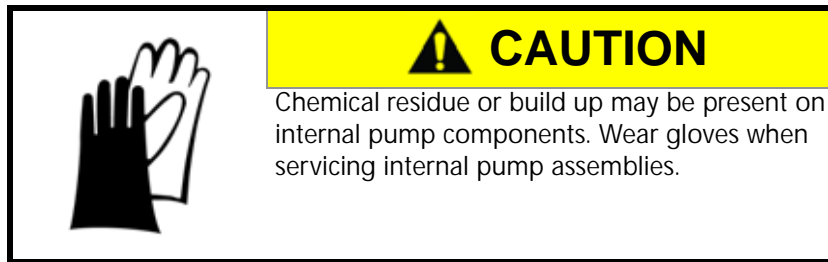 CAUTION
Chemical residue or build up may be present on
internal pump components. Wear gloves when
servicing internal pump assemblies.